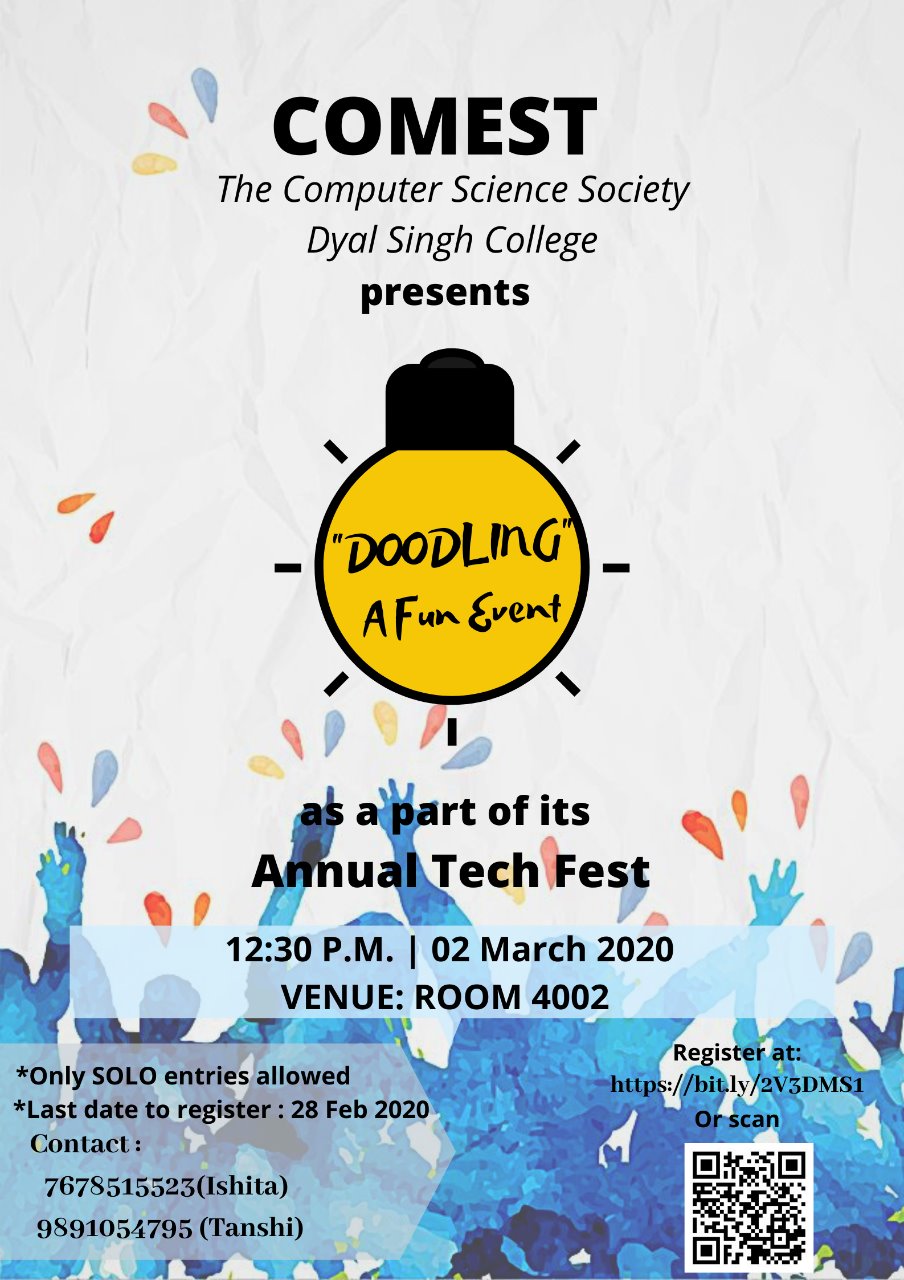 COMEST
The Computer Science Society
Dyal Singh College
presents
"DOODLING"
A Fun Event
as a part of its
Annual Tech Fest
12:30 P.M. | 02 March 2020
VENUE: ROOM 4002
*Only SOLO entries allowed
*Last date to register : 28 Feb 2020
Contact :
7678515523(Ishita)
9891054795 (Tanshi)
Register at:
https://bit.ly/2V3DMS1
Or scan